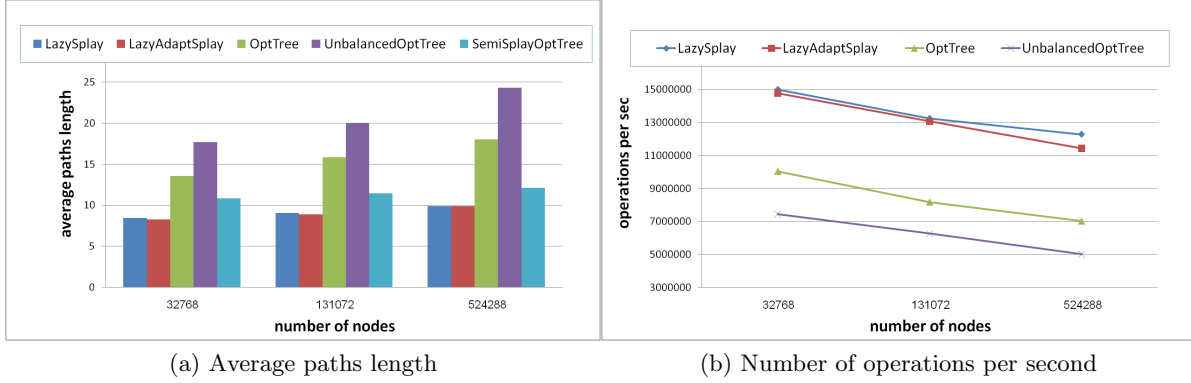 LazySplay LazyAdaptSplay OptTree UnbalancedOptTree SemiSplayOptTree
average paths length
25
20
15
10
5
0
32768 131072 524288
number of nodes
(a) Average paths length
LazySplay LazyAdaptSplay OptTree UnbalancedOptTree
operations per sec
15000000
13000000
11000000
9000000
7000000
5000000
3000000
32768 131072 524288
number of nodes
(b) Number of operations per second